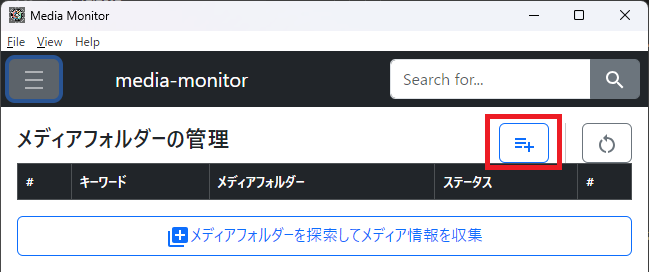 Media Monitor
File View Help
media-monitor Search for...
メディアフォルダーの管理
# キーワード メディアフォルダー ステータス #
メディアフォルダーを探索してメディア情報を収集